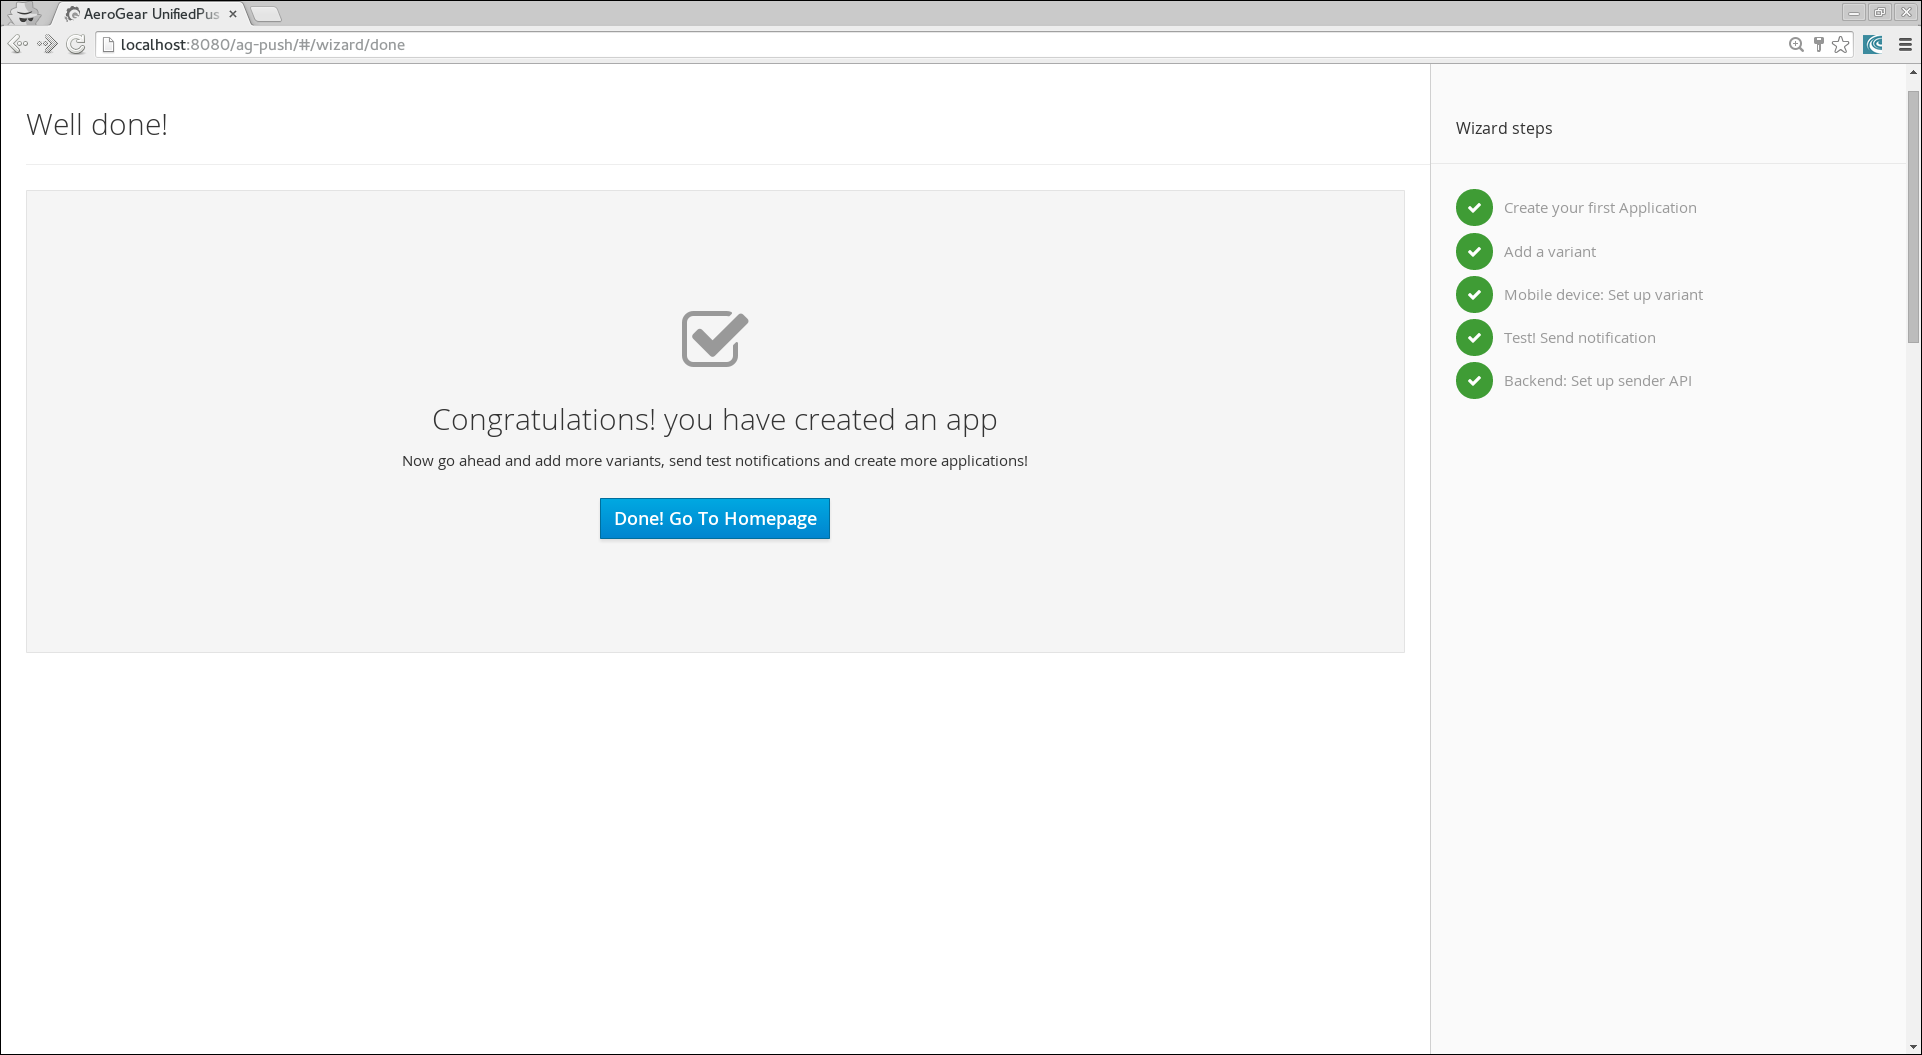 AeroGear UnifiedPus
localhost:8080/ag-push/#/wizard/done
Well done!
Congratulations! you have created an app
Now go ahead and add more variants, send test notifications and create more applications!
Done! Go To Homepage
Wizard steps
Create your first Application
Add a variant
Mobile device: Set up variant
Test! Send notification
Backend: Set up sender API